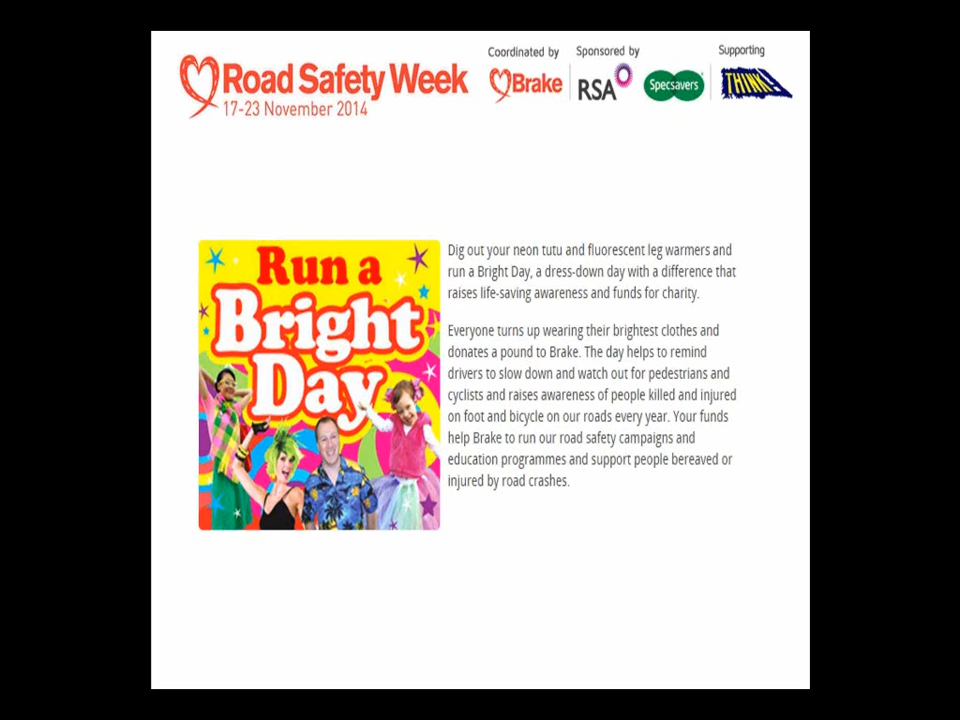 Road Safety Week
17-23 November 2014
Coordinated by
Brake
Sponsored by
RSA
Specsavers
Supporting
THINK!
Run a
Bright
Day
Dig out your neon tutu and fluorescent leg warmers and
run a Bright Day, a dress-down day with a difference that
raises life-saving awareness and funds for charity.
Everyone turns up wearing their brightest clothes and
donates a pound to Brake. The day helps to remind
drivers to slow down and watch out for pedestrians and
cyclists and raises awareness of people killed and injured
on foot and bicycle on our roads every year. Your funds
help Brake to run our road safety campaigns and
education programmes and support people bereaved or
injured by road crashes.